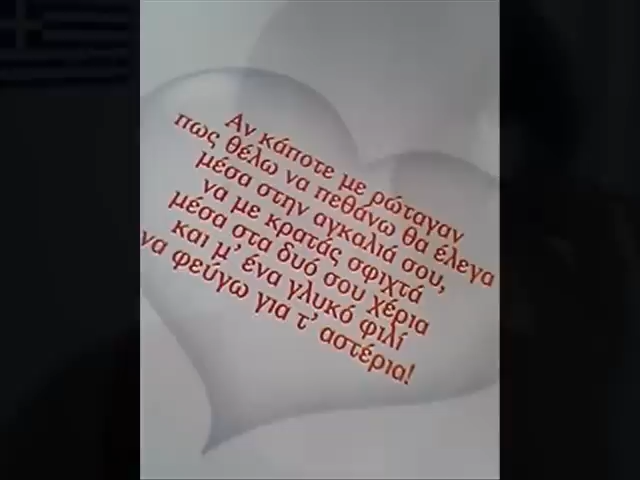 Αν κάποτε με ρώταγαν
πως θέλω να πεθάνω θα έλεγα
μέσα στην αγκαλιά σου,
να με κρατάς σφιχτά
μέσα στα δυό σου χέρια
και μ' ένα γλυκό φιλί
να φεύγω για τ' αστέρια!